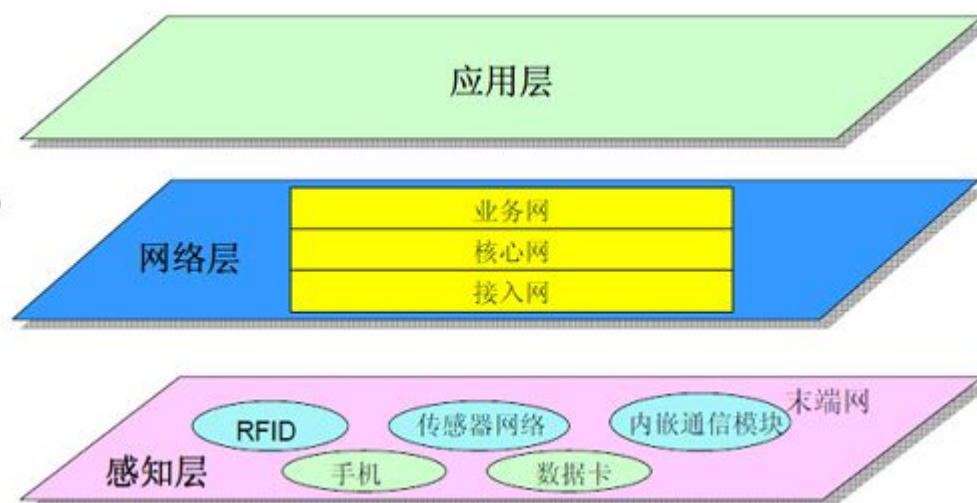 应用层
业务网
网络层
核心网
接入网
末端网
RFID
传感器网络
内嵌通信模块
感知层
手机
数据卡